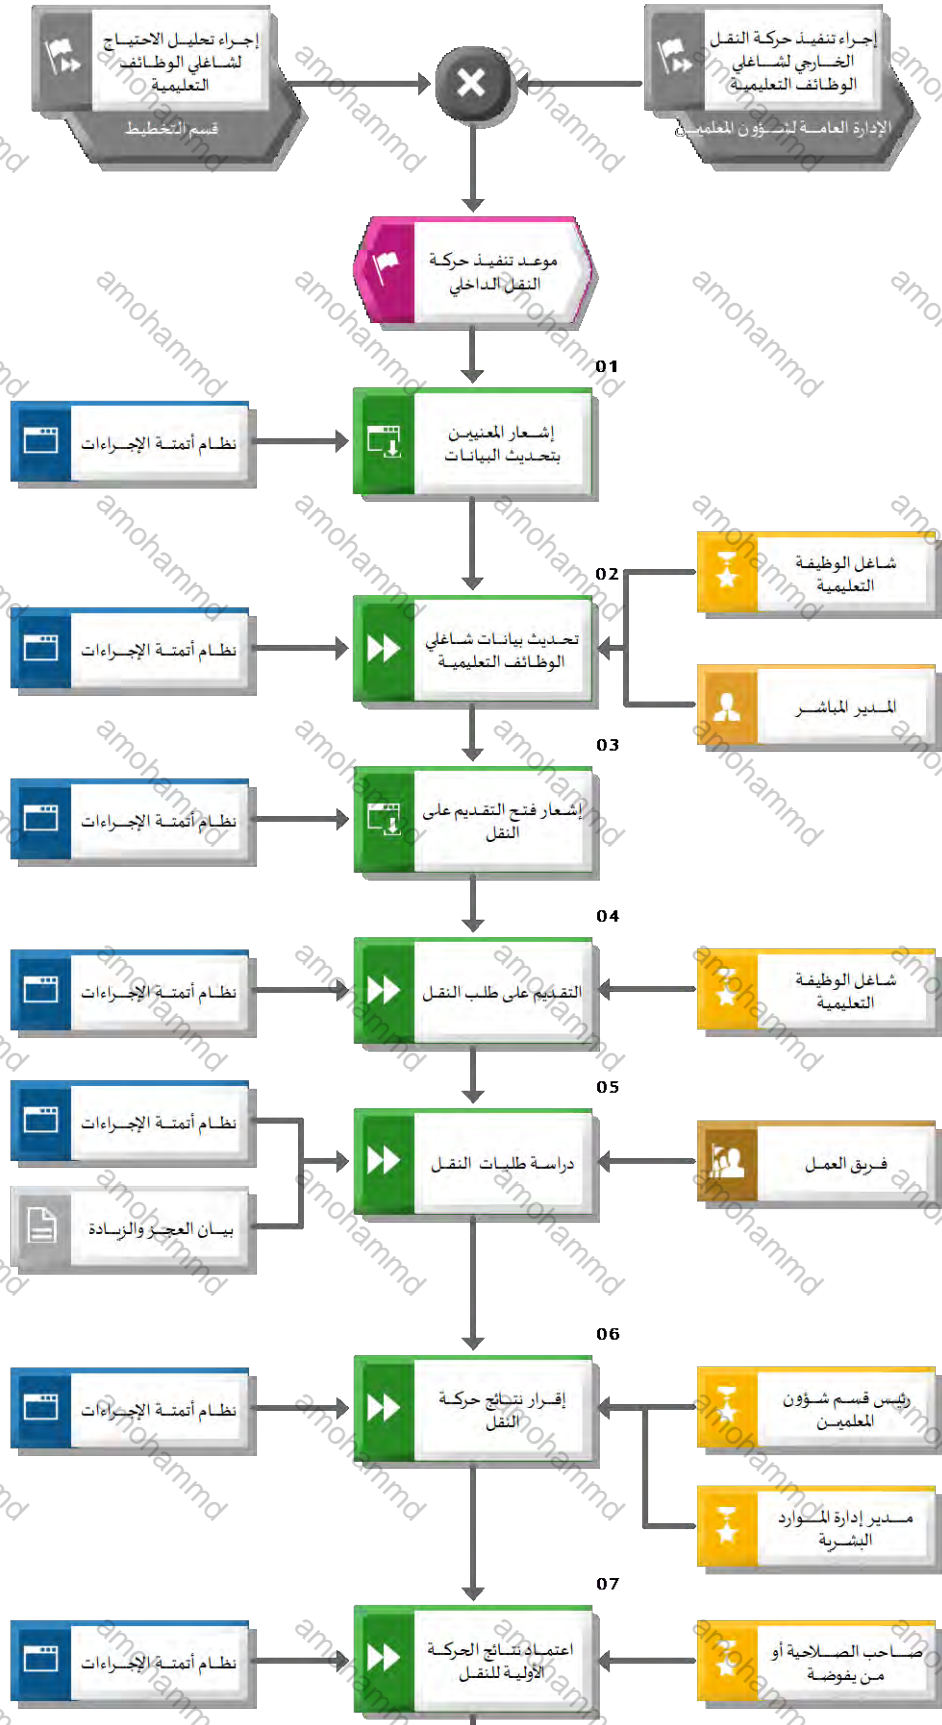 إجراء تنفيذ حركة النقل
الخارجي لشاغلي
الوظائف التعليمية
الإدارة العامة لشؤون المعلمين
إجراء تحليل الاحتياج
لشاغلي الوظائف
التعليمية
قسم التخطيط
موعد تنفيذ حركة
النقل الداخلي
01
إشعار المعنيين
بتحديث البيانات
نظام أتمتة الإجراءات
02
شاغل الوظيفة
التعليمية
المدير المباشر
تحديث بيانات شاغلي
الوظائف التعليمية
نظام أتمتة الإجراءات
03
إشعار فتح التقديم على
النقل
نظام أتمتة الإجراءات
04
شاغل الوظيفة
التعليمية
التقديم على طلب النقل
نظام أتمتة الإجراءات
05
فريق العمل
دراسة طلبات النقل
نظام أتمتة الإجراءات
بيان العجز والزيادة
06
رئيس قسم شؤون
المعلمين
مدير إدارة الموارد
البشرية
إقرار نتائج حركة
النقل
نظام أتمتة الإجراءات
07
صاحب الصلاحية أو
من يفوضة
اعتماد نتائج الحركة
الأولية للنقل
نظام أتمتة الإجراءات
amohammd